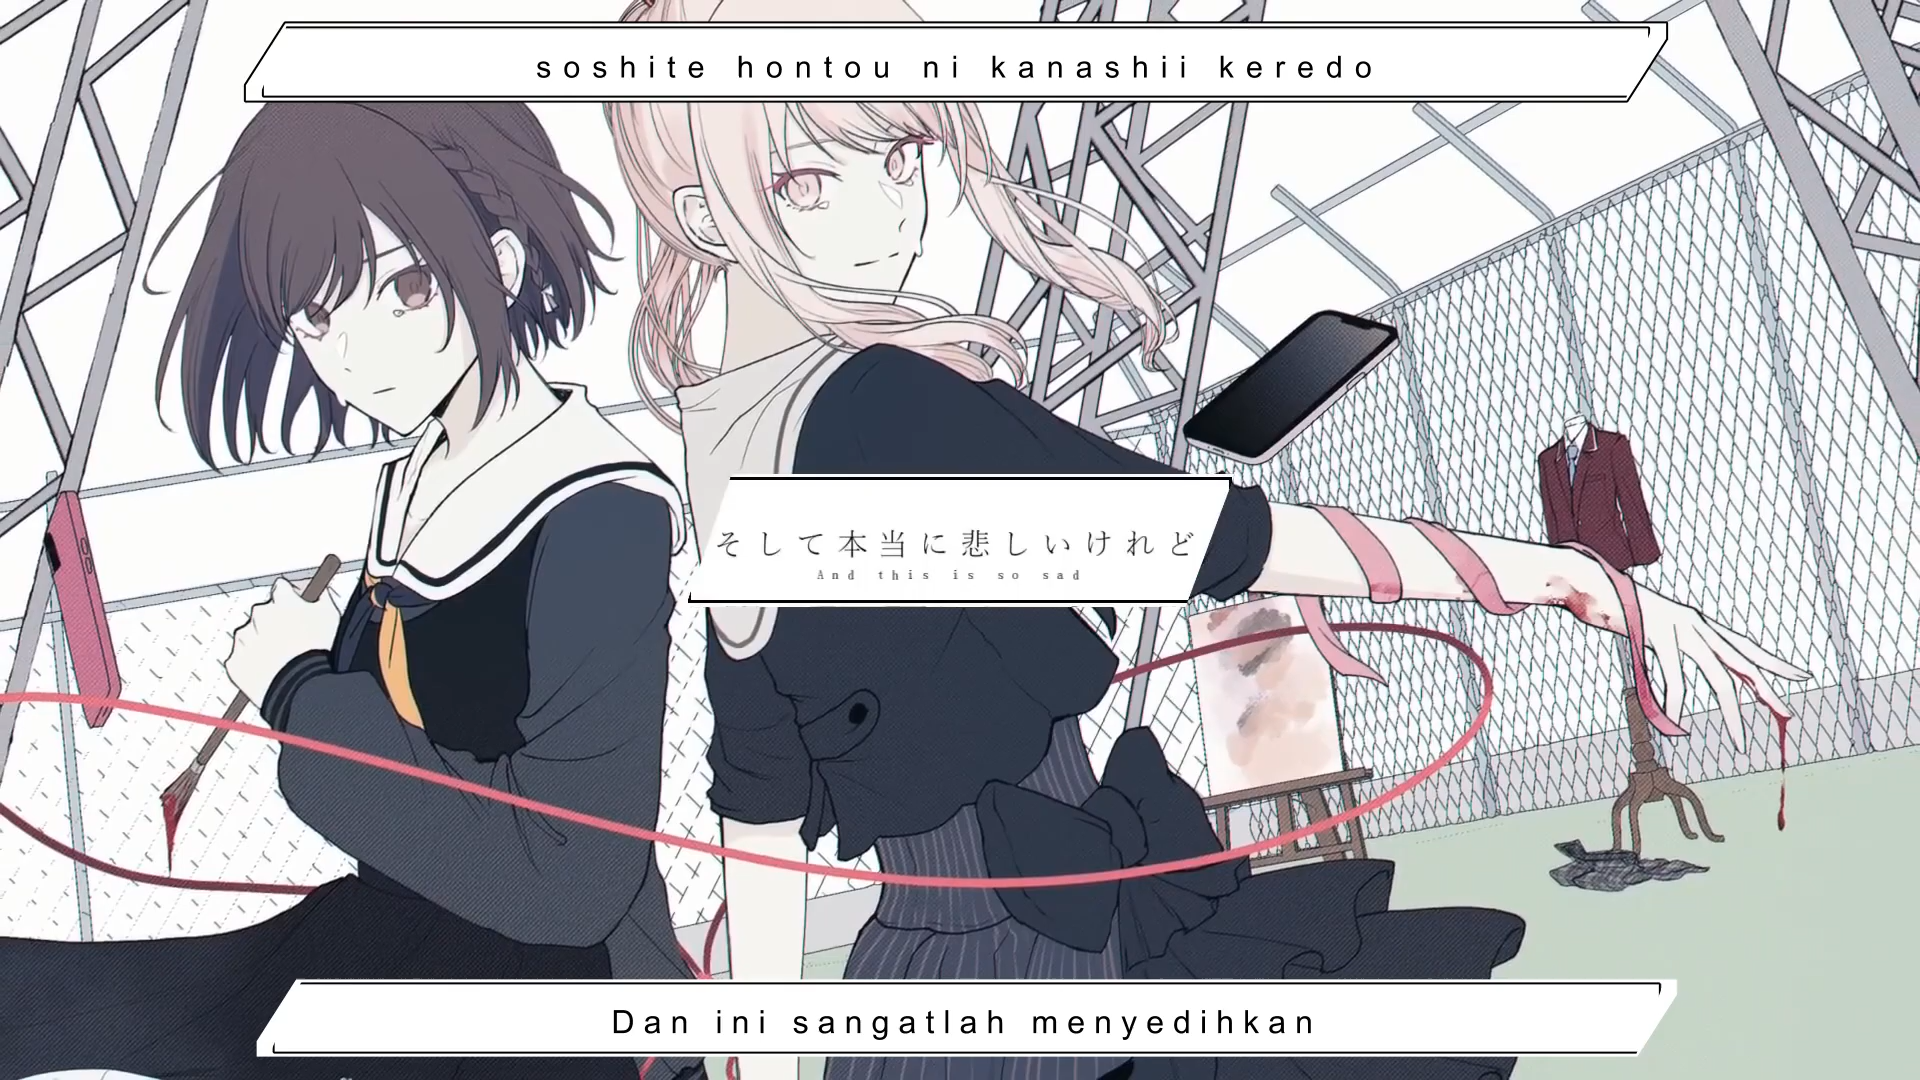 soshite hontou ni kanashii keredo
そして本当に悲しいけれど
And this is so sad
Dan ini sangatlah menyedihkan